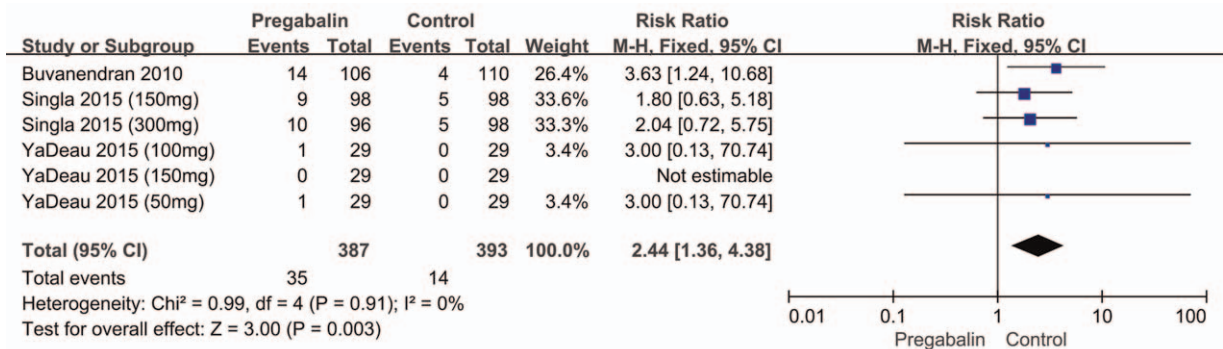 Pregabalin Control Risk Ratio Risk Ratio
Study or Subgroup Events Total Events Total Weight M-H, Fixed, 95% CI M-H, Fixed, 95% CI
Buvanendran 2010 14 106 4 110 26.4% 3.63 [1.24, 10.68]
Singla 2015 (150mg) 9 98 5 98 33.6% 1.80 [0.63, 5.18]
Singla 2015 (300mg) 10 96 5 98 33.3% 2.04 [0.72, 5.75]
YaDeau 2015 (100mg) 1 29 0 29 3.4% 3.00 [0.13, 70.74]
YaDeau 2015 (150mg) 0 29 0 29 Not estimable
YaDeau 2015 (50mg) 1 29 0 29 3.4% 3.00 [0.13, 70.74]
Total (95% CI) 387 393 100.0% 2.44 [1.36, 4.38]
Total events 35 14
Heterogeneity: Chi² = 0.99, df = 4 (P = 0.91); I² = 0%
Test for overall effect: Z = 3.00 (P = 0.003)
0.01 0.1 1 10 100
Pregabalin Control